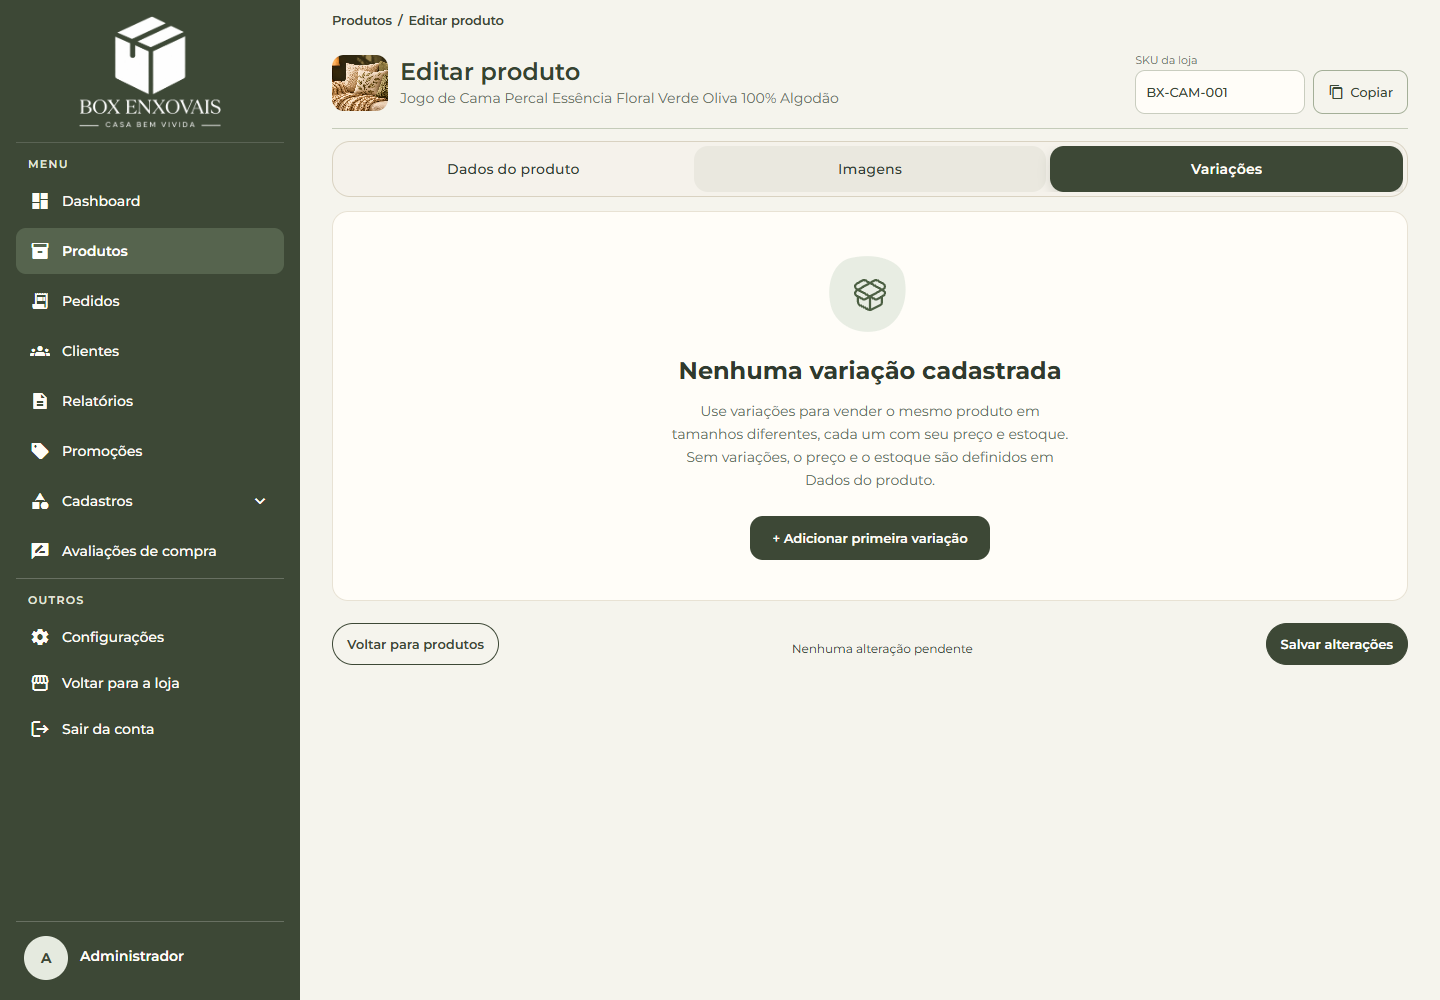 BOX ENXOVAIS
CASA BEM VIVIDA
MENU
Dashboard
Produtos
Pedidos
Clientes
Relatórios
Promoções
Cadastros
Avaliações de compra
OUTROS
Configurações
Voltar para a loja
Sair da conta
A
Administrador
Produtos / Editar produto
Editar produto
Jogo de Cama Percal Essência Floral Verde Oliva 100% Algodão
SKU da loja
BX-CAM-001
Copiar
Dados do produto
Imagens
Variações
Nenhuma variação cadastrada
Use variações para vender o mesmo produto em
tamanhos diferentes, cada um com seu preço e estoque.
Sem variações, o preço e o estoque são definidos em
Dados do produto.
+ Adicionar primeira variação
Voltar para produtos
Nenhuma alteração pendente
Salvar alterações